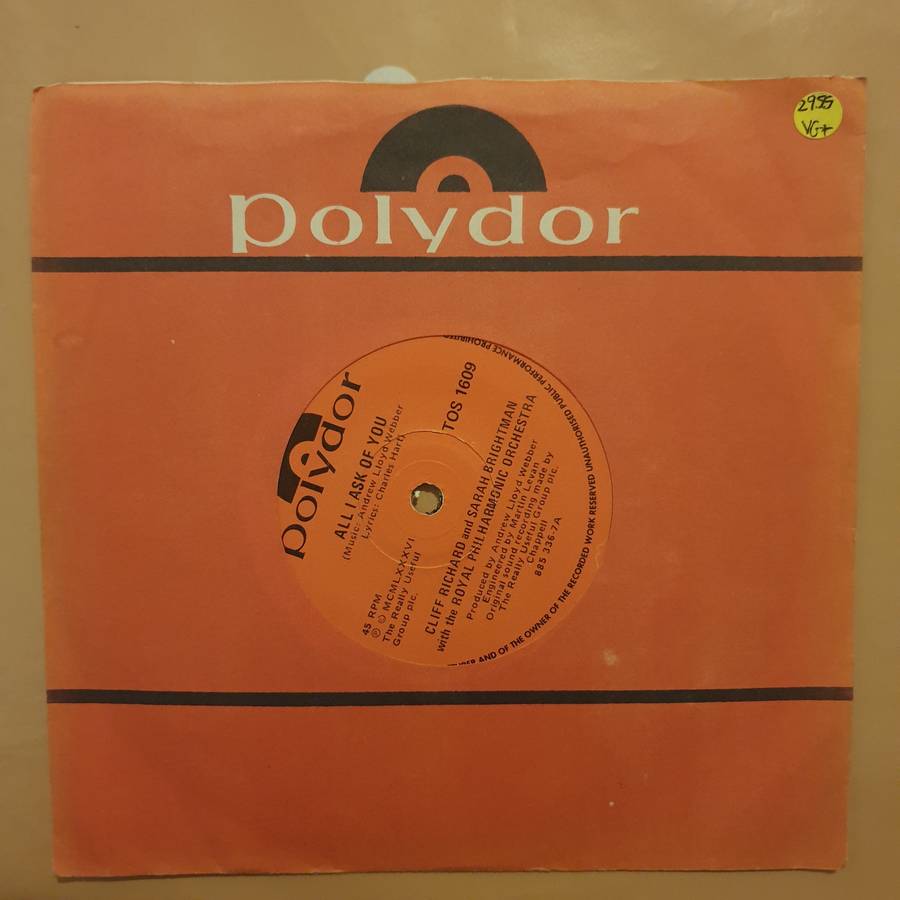 29.95
VG+
polydor
polydor
ALL I ASK OF YOU
(Music: Andrew Lloyd Webber
Lyrics: Charles Hart)
TOS 1609
45 RPM
℗ © MCMLXXXVI
The Really Useful
Group plc.
CLIFF RICHARD and SARAH BRIGHTMAN
with the ROYAL PHILHARMONIC ORCHESTRA
Produced by Andrew Lloyd Webber
Engineered by Martin Levan
Original sound recording made by
The Really Useful Group plc.
Chappell
885 336-7A
AND OF THE OWNER OF THE RECORDED WORK RESERVED UNAUTHORISED PUBLIC PERFORMANCE PROHIBITED